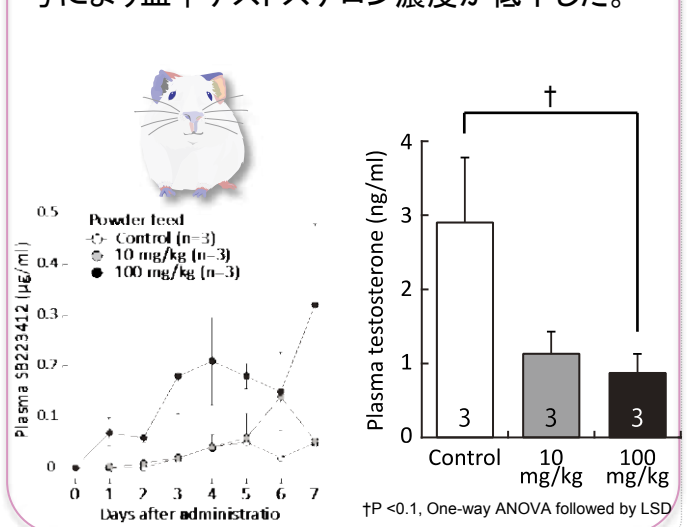 により血中テストステロン濃度が低下した。
†
Plasma SB223412 (µg/ml)
0.5
0.4
0.3
0.2
0.1
0
Powder feed
Control (n=3)
10 mg/kg (n=3)
100 mg/kg (n=3)
0 1 2 3 4 5 6 7
Days after administratio
Plasma testosterone (ng/ml)
4
3
2
1
0
3 3 3
Control 10 mg/kg 100 mg/kg
†P <0.1, One-way ANOVA followed by LSD